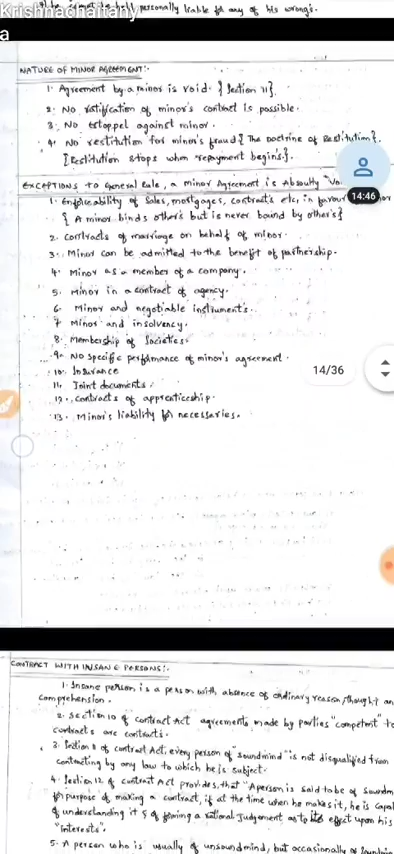 is not to be held personally liable for any of his wrongs.
Krishnachaitany
a
NATURE OF MINOR AGREEMENT:-
1. Agreement by a minor is void. { Section 11}.
2. No ratification of minor's contract is possible.
3. No estoppel against minor.
4. No restitution for minor's fraud { The doctrine of Restitution}.
[Restitution stops when repayment begins.}.
EXCEPTIONS to General Rule, a minor Agreement is Absolutly "Vo
14:46
1. Enforceability of Sales, mortgages, contracts etc, in favour
{ A minor binds others but is never bound by other's}
2. contracts of marriage on behalf of minor.
3. Minor can be admitted to the benefit of partnership.
4. Minor as a member of a company.
5. Minor in a contract of agency.
6. Minor and negotiable instruments.
7. Minor and insolvency.
8. Membership of Societies.
9. No specific performance of minor's agreement.
14/36
10. Insurance
11. Joint documents.
12. Contracts of apprenticeship.
13. Minor's liability for necessaries.
CONTRACT WITH INSANE PERSONS:-
1. Insane person is a person with absence of ordinary reason, thought an
comprehension.
2. Section 10 of contract Act agreements made by parties "competent" to
contracts are contracts.
3. Section 11 of contract Act; every person of "soundmind" is not disqualified from
contracting by any law to which he is subject.
4. Section 12 of contract Act provides, that "A person is said to be of sound m
for purpose of making a contract, if at the time when he makes it, he is capa
of understanding it & of forming a rational Judgement as to its effect upon his
"interests".
5. A person who is usually of unsound mind, but occasionally of